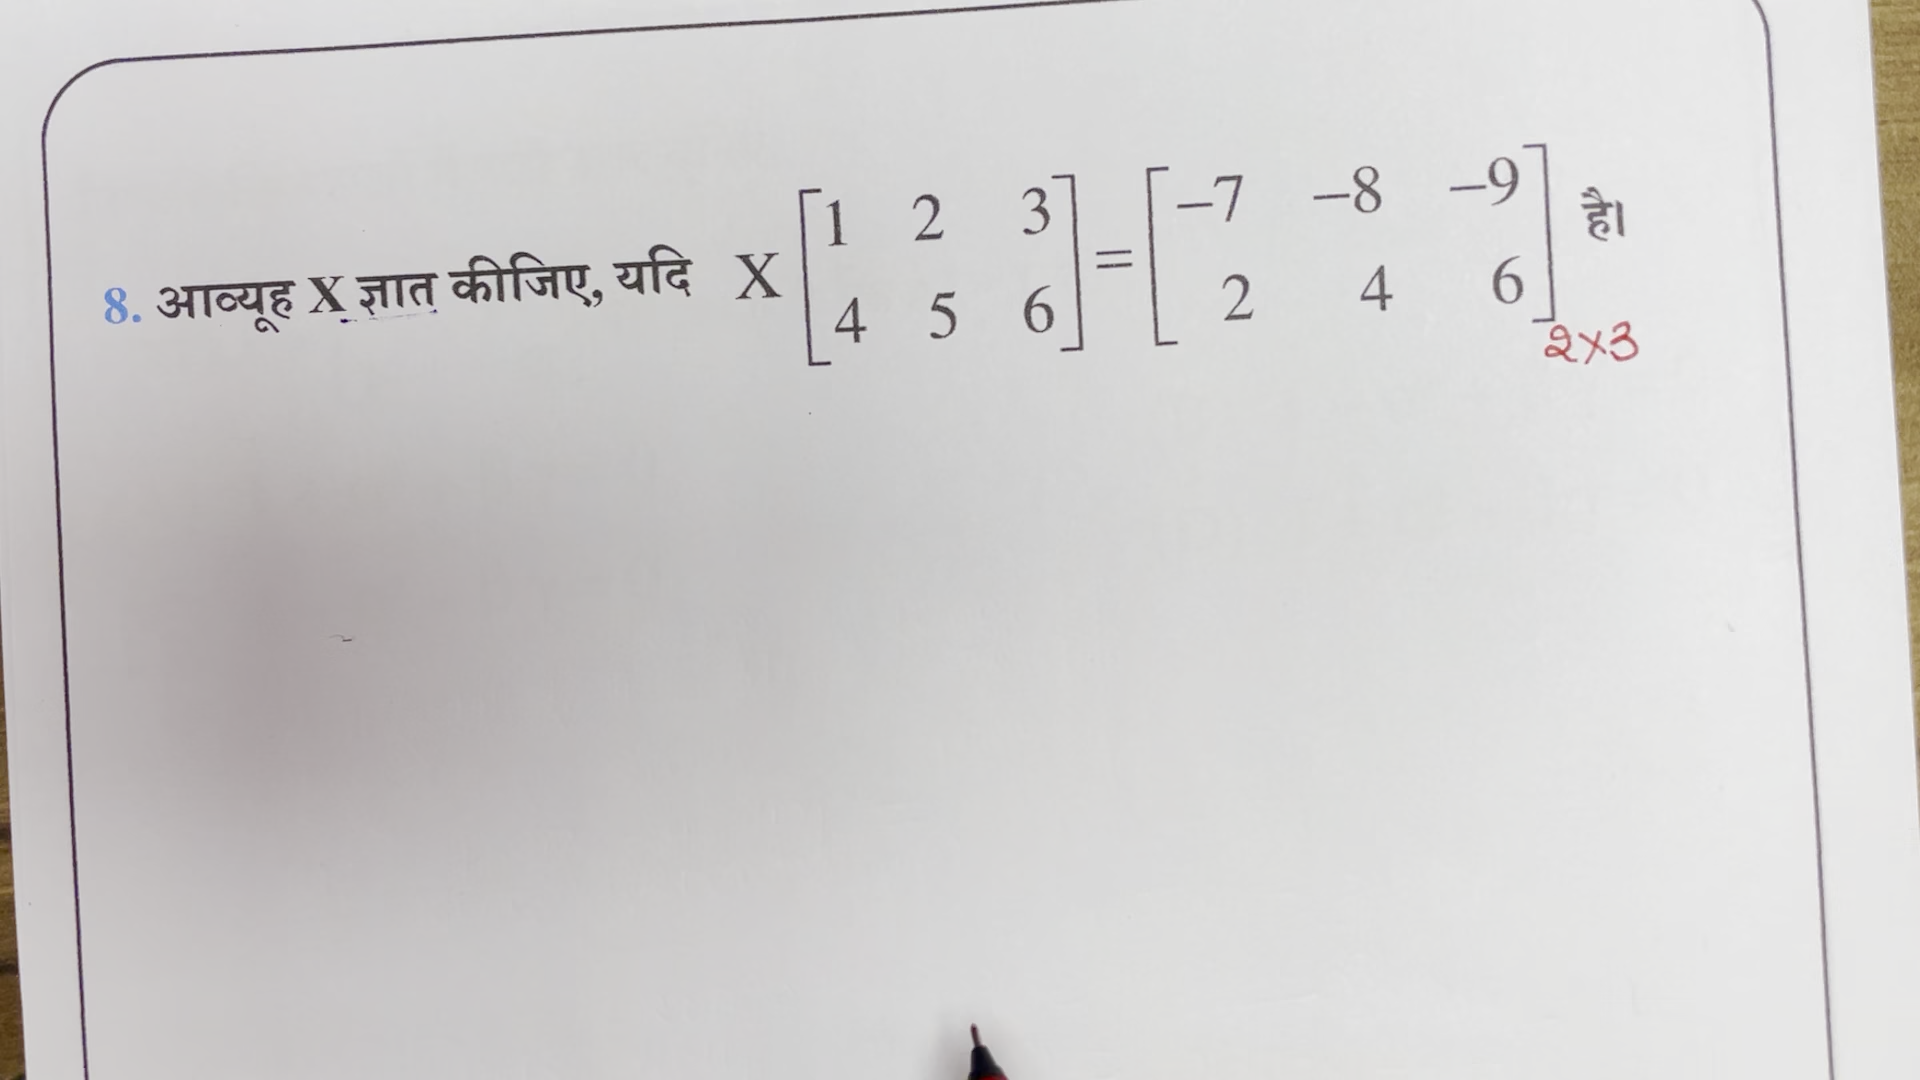 8. आव्यूह X ज्ञात कीजिए, यदि X [1 2 3] = [-7 -8 -9] है।
[4 5 6] [2 4 6] 2×3